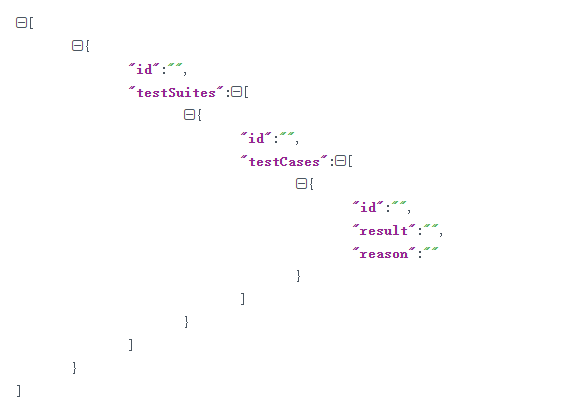 [
{
"id":"",
"testSuites":[
{
"id":"",
"testCases":[
{
"id":"",
"result":"",
"reason":""
}
]
}
]
}
]